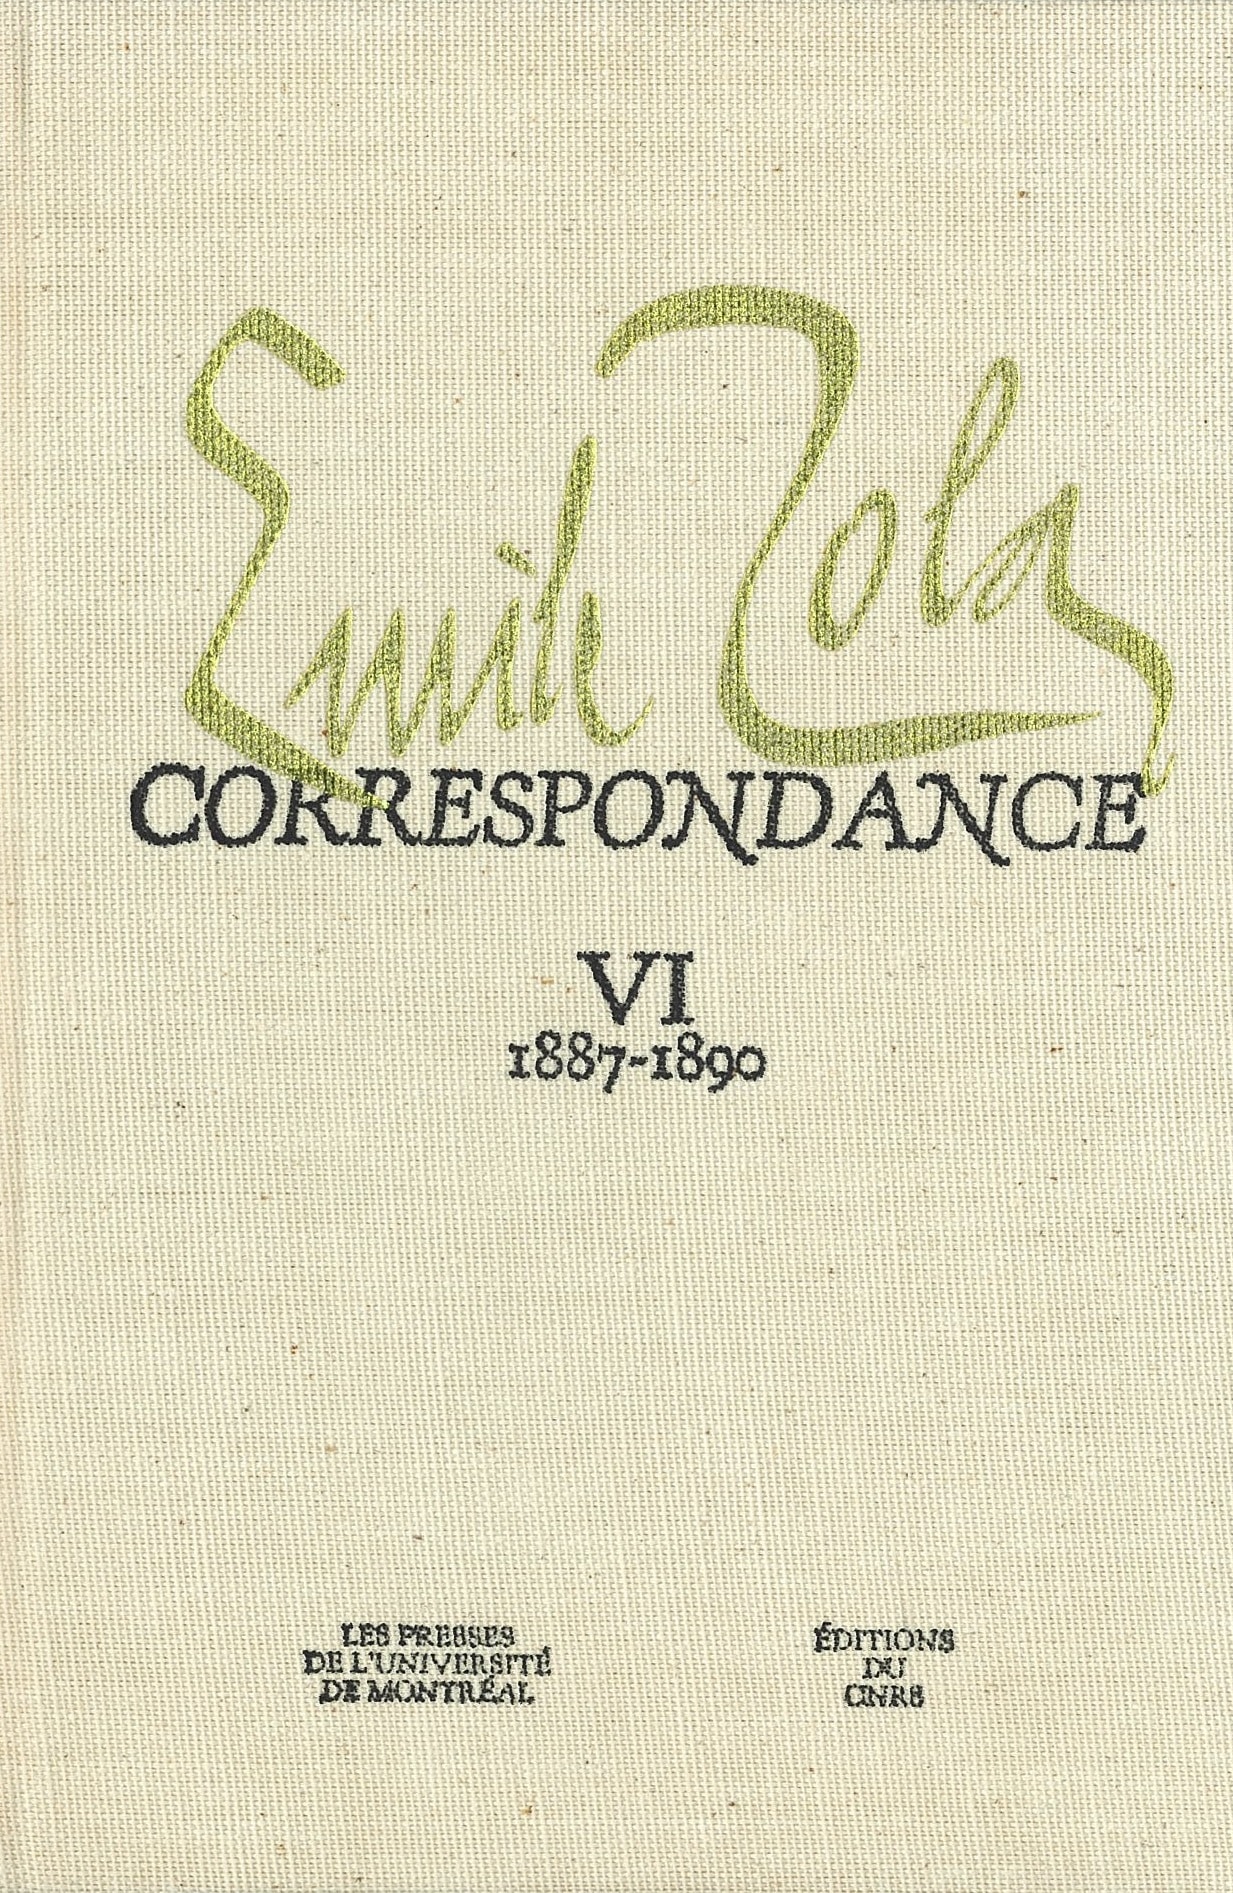 Emile Zola
CORRESPONDANCE
VI
1887-1890
LES PRESSES
DE L'UNIVERSITÉ
DE MONTRÉAL
ÉDITIONS
DU
CNRS